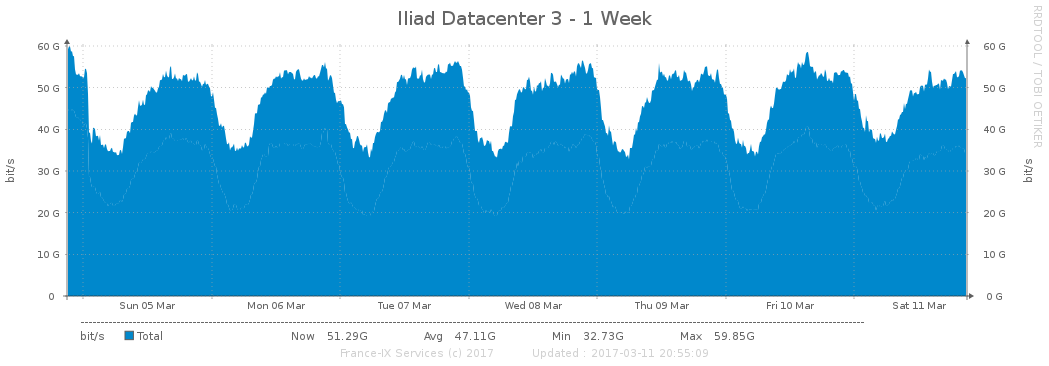 Iliad Datacenter 3 - 1 Week
RRDTOOL / TOBI OETIKER
60 G 60 G
50 G 50 G
40 G 40 G
30 G 30 G
20 G 20 G
10 G 10 G
0 0 G
bit/s bit/s
Sun 05 Mar Mon 06 Mar Tue 07 Mar Wed 08 Mar Thu 09 Mar Fri 10 Mar Sat 11 Mar
bit/s Total Now 51.29G Avg 47.11G Min 32.73G Max 59.85G
France-IX Services (c) 2017 Updated : 2017-03-11 20:55:09